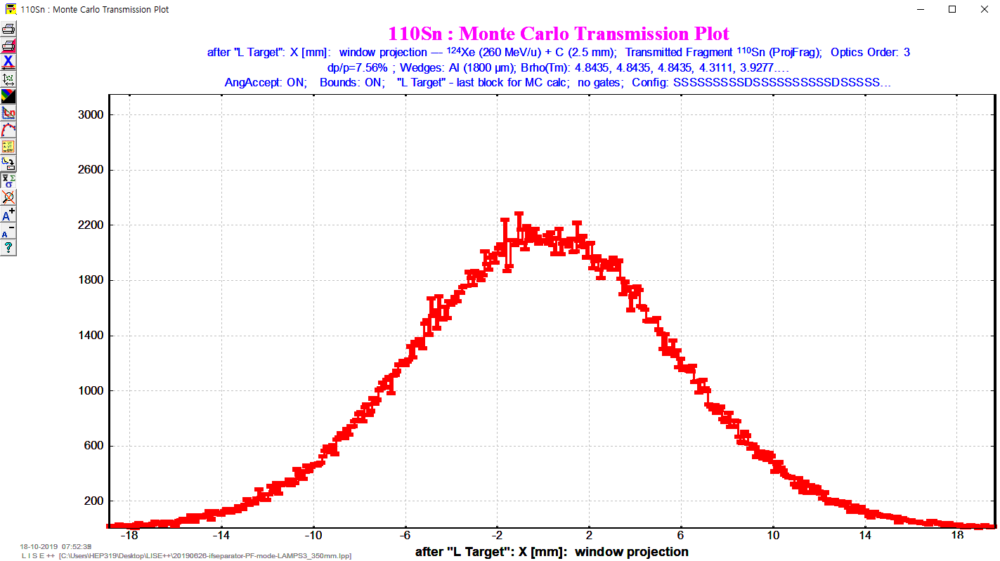 110Sn : Monte Carlo Transmission Plot
110Sn : Monte Carlo Transmission Plot
after "L Target": X [mm]: window projection --- 124Xe (260 MeV/u) + C (2.5 mm); Transmitted Fragment 110Sn (ProjFrag); Optics Order: 3
dp/p=7.56% ; Wedges: Al (1800 µm); Brho(Tm): 4.8435, 4.8435, 4.8435, 4.3111, 3.9277....
AngAccept: ON; Bounds: ON; "L Target" - last block for MC calc; no gates; Config: SSSSSSSSSDSSSSSSSSSSDSSSSS...
3000
2600
2200
1800
1400
1000
600
200
-18 -14 -10 -6 -2 2 6 10 14 18
after "L Target": X [mm]: window projection
18-10-2019 07:52:38
L I S E ++ [C:\Users\HEP319\Desktop\LISE++\20190626-ifseparator-PF-mode-LAMPS3_350mm.lpp]